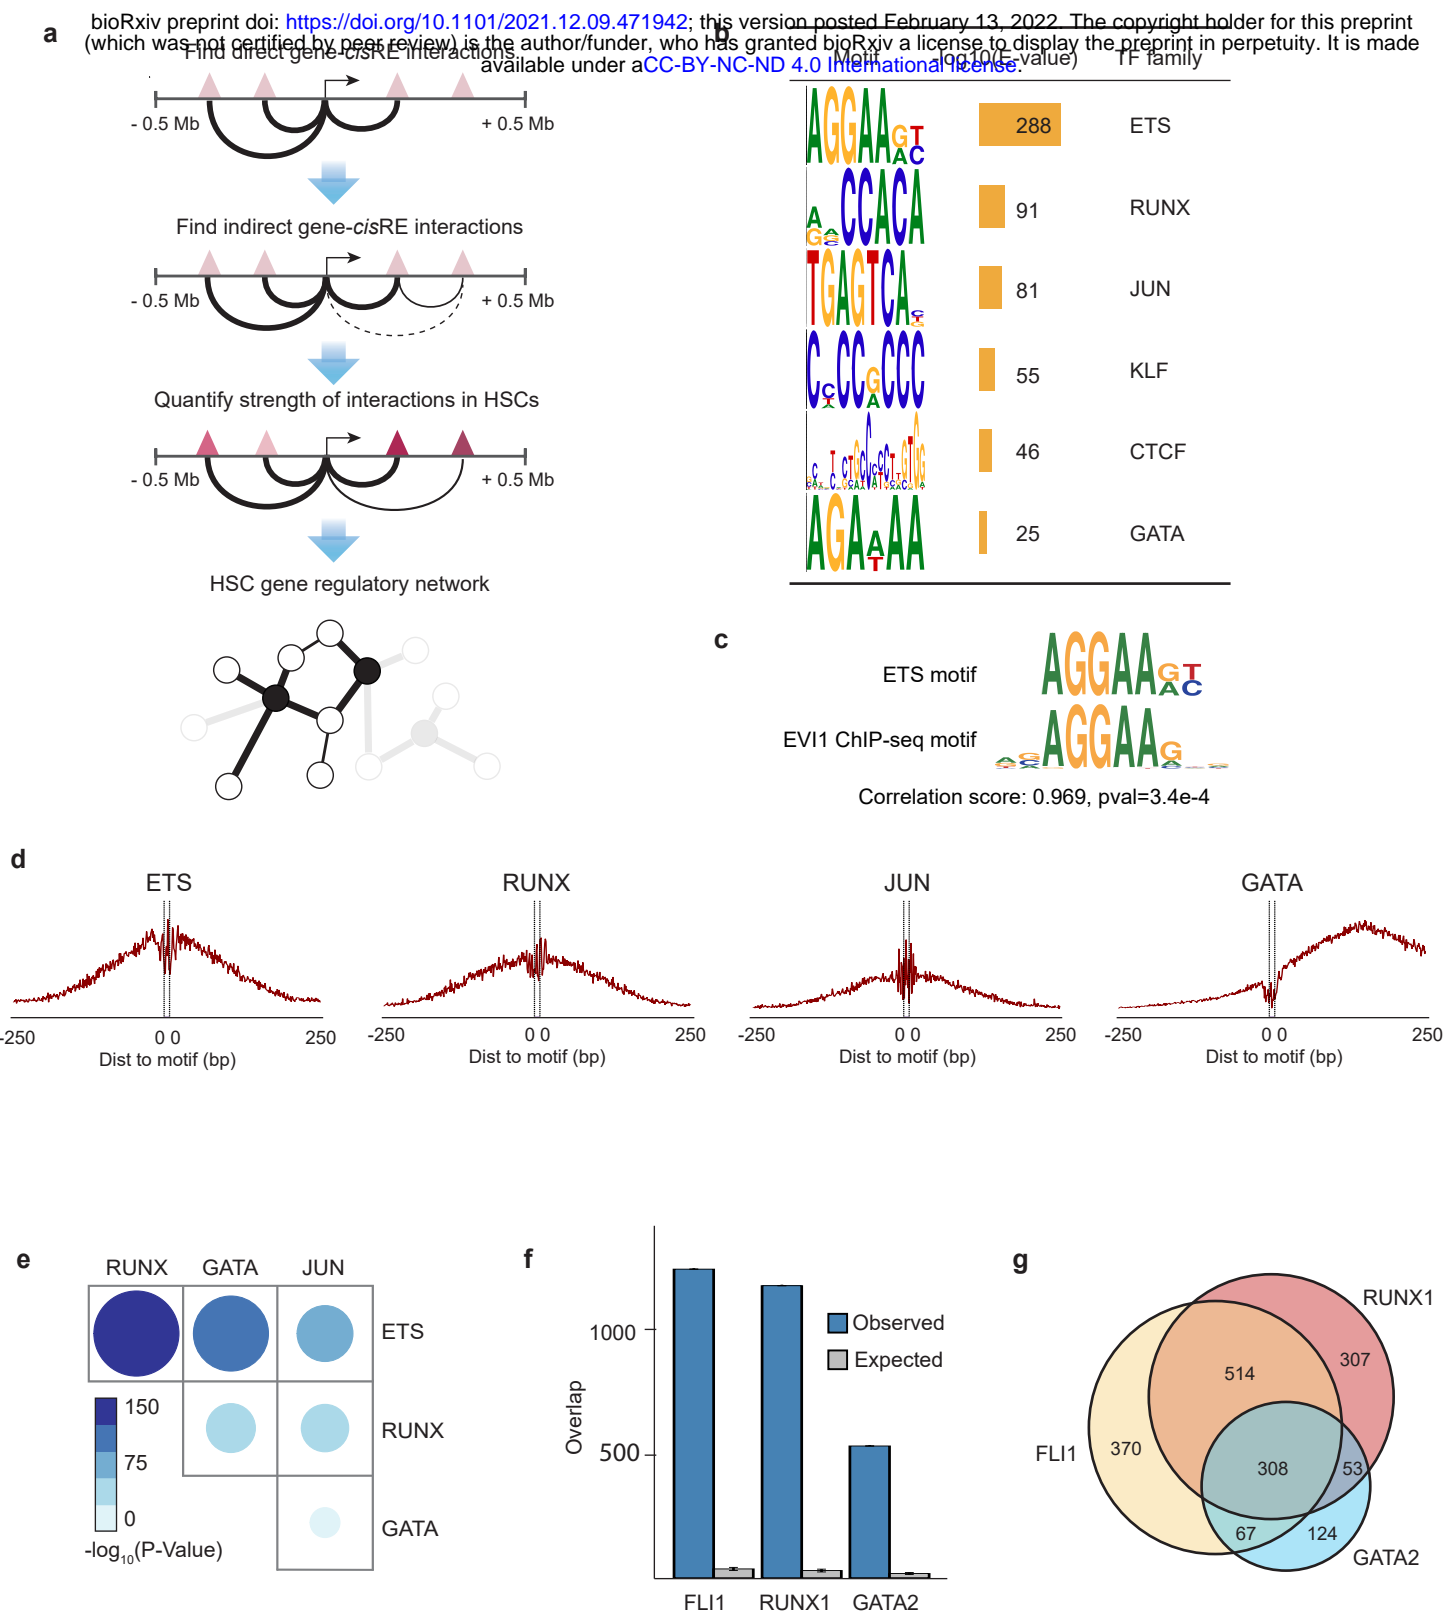 bioRxiv preprint doi: https://doi.org/10.1101/2021.12.09.471942; this version posted February 13, 2022. The copyright holder for this preprint
(which was not certified by peer review) is the author/funder, who has granted bioRxiv a license to display the preprint in perpetuity. It is made
available under aCC-BY-NC-ND 4.0 International license.
a
Find direct gene-cisRE interactions
- 0.5 Mb
+ 0.5 Mb
Find indirect gene-cisRE interactions
- 0.5 Mb
+ 0.5 Mb
Quantify strength of interactions in HSCs
- 0.5 Mb
+ 0.5 Mb
HSC gene regulatory network
b
Motif -log10(E-value) TF family
AGGAAGT
AC
288 ETS
CCACA
91 RUNX
TGAGTCA
81 JUN
55 KLF
46 CTCF
25 GATA
c
ETS motif
AGGAAGT
AC
EVI1 ChIP-seq motif
AGGAAG
Correlation score: 0.969, pval=3.4e-4
d
ETS
-250 0 0 250
Dist to motif (bp)
RUNX
-250 0 0 250
Dist to motif (bp)
JUN
-250 0 0 250
Dist to motif (bp)
GATA
-250 0 0 250
Dist to motif (bp)
e
RUNX GATA JUN
ETS
RUNX
GATA
150
75
0
-log10(P-Value)
f
Overlap
1000
500
Observed
Expected
FLI1 RUNX1 GATA2
g
RUNX1
307
514
FLI1
370
308
53
67
124
GATA2